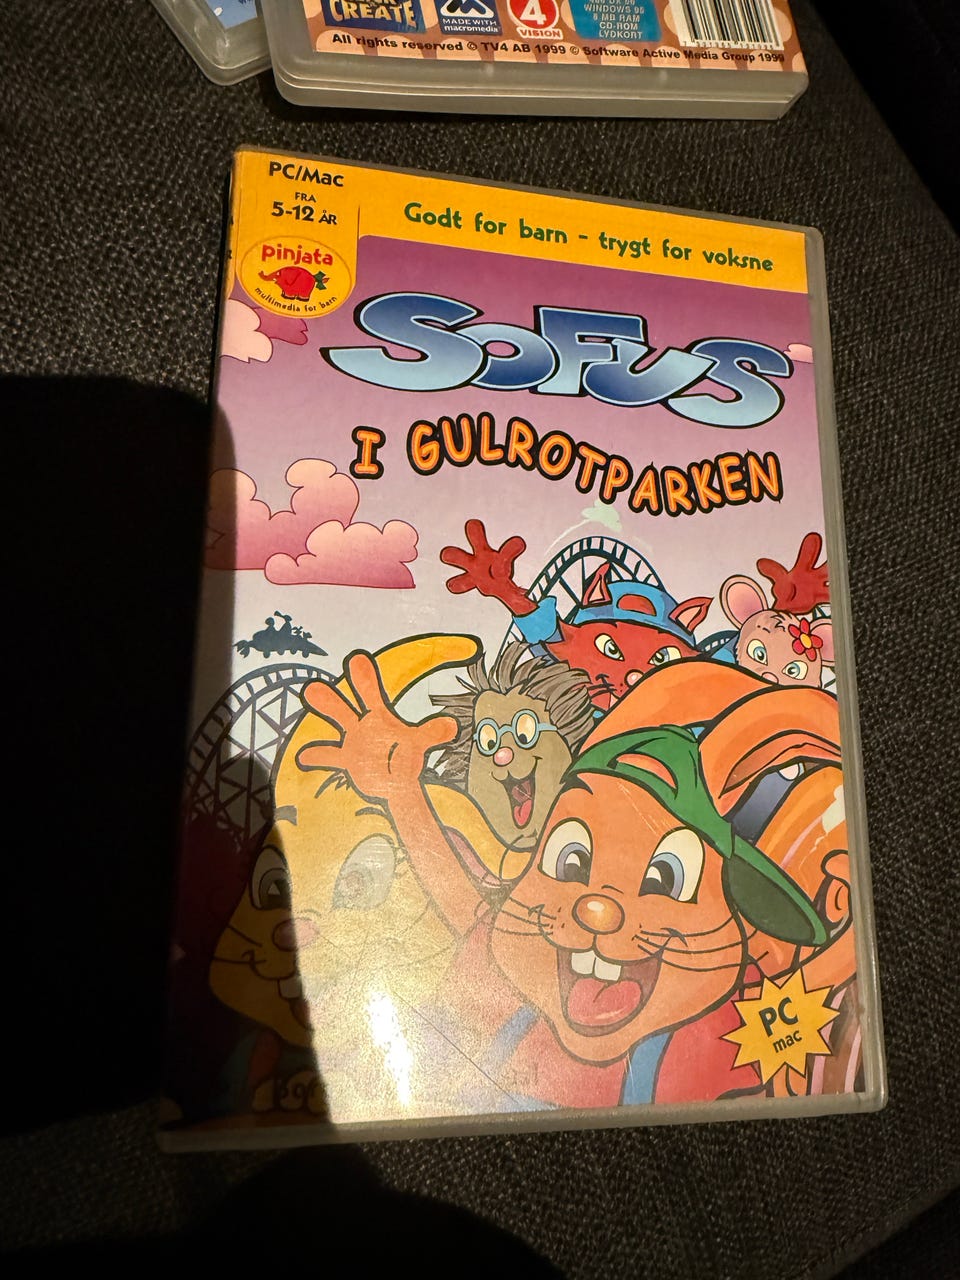 CREATE
MADE WITH
macromedia
4
VISION
WINDOWS 95
8 MB RAM
CD-ROM
LYDKORT
All rights reserved © TV4 AB 1999 © Software Active Media Group 1999
PC/Mac
FRA
5-12 ÅR
pinjata
multimedia for barn
Godt for barn - trygt for voksne
SOFUS
I GULROTPARKEN
PC
mac